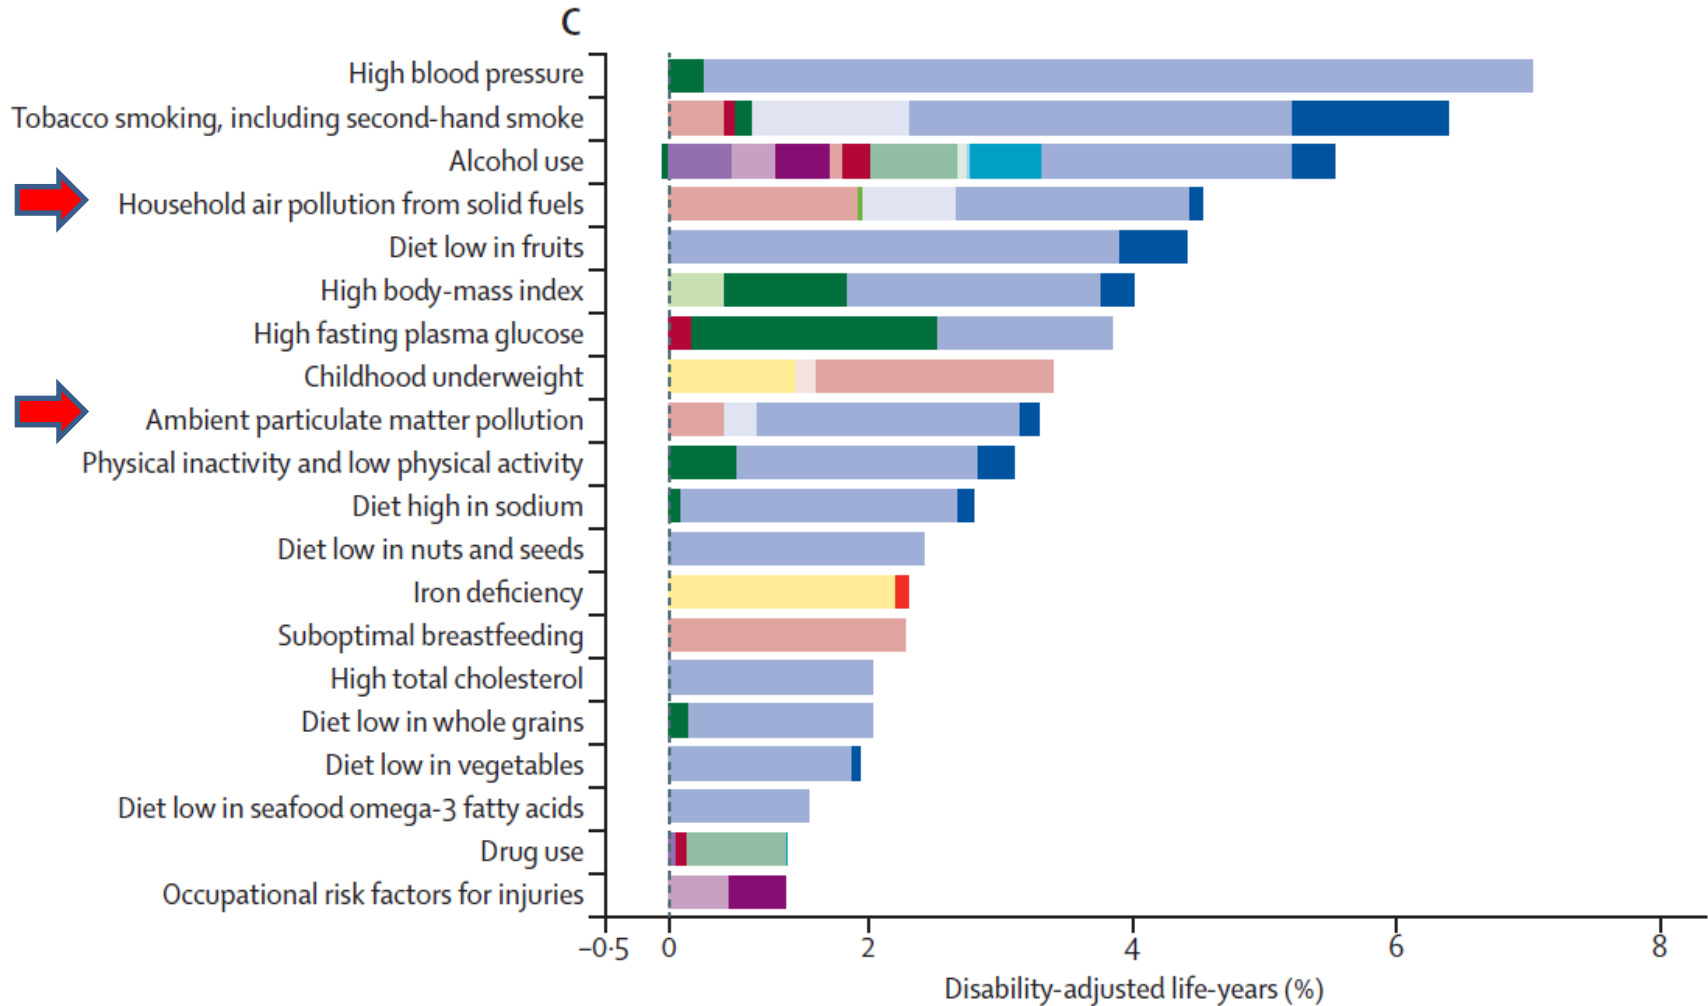 C
High blood pressure
Tobacco smoking, including second-hand smoke
Alcohol use
Household air pollution from solid fuels
Diet low in fruits
High body-mass index
High fasting plasma glucose
Childhood underweight
Ambient particulate matter pollution
Physical inactivity and low physical activity
Diet high in sodium
Diet low in nuts and seeds
Iron deficiency
Suboptimal breastfeeding
High total cholesterol
Diet low in whole grains
Diet low in vegetables
Diet low in seafood omega-3 fatty acids
Drug use
Occupational risk factors for injuries
–0·5 0 2 4 6 8
Disability-adjusted life-years (%)